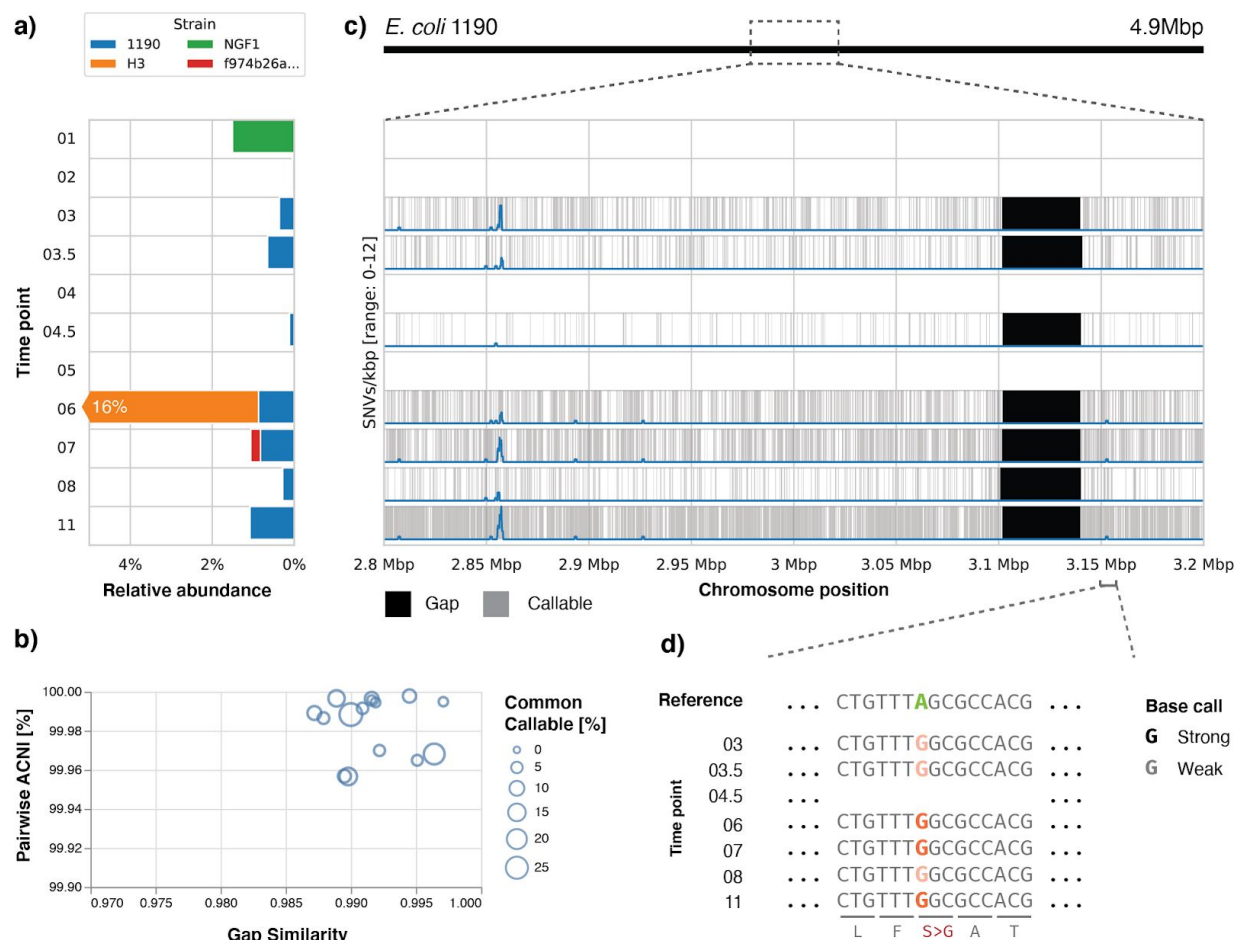 a)
Strain
1190 NGF1
H3 f974b26a...
c)
E. coli 1190 4.9Mbp
Time point
01
02
03
03.5
04
04.5
05
06
07
08
11
16%
4% 2% 0%
Relative abundance
SNVs/kbp [range: 0-12]
2.8 Mbp 2.85 Mbp 2.9 Mbp 2.95 Mbp 3 Mbp 3.05 Mbp 3.1 Mbp 3.15 Mbp 3.2 Mbp
Chromosome position
Gap Callable
b)
Pairwise ACNI [%]
100.00
99.98
99.96
99.94
99.92
99.90
0.970 0.975 0.980 0.985 0.990 0.995 1.000
Gap Similarity
Common
Callable [%]
0
5
10
15
20
25
d)
Reference ... CTGTTTAGCGCCACG ...
Time point
03 ... CTGTTTGGCGCCACG ...
03.5 ... CTGTTTGGCGCCACG ...
04.5 ... ...
06 ... CTGTTTGGCGCCACG ...
07 ... CTGTTTGGCGCCACG ...
08 ... CTGTTTGGCGCCACG ...
11 ... CTGTTTGGCGCCACG ...
L F S>G A T
Base call
G Strong
G Weak